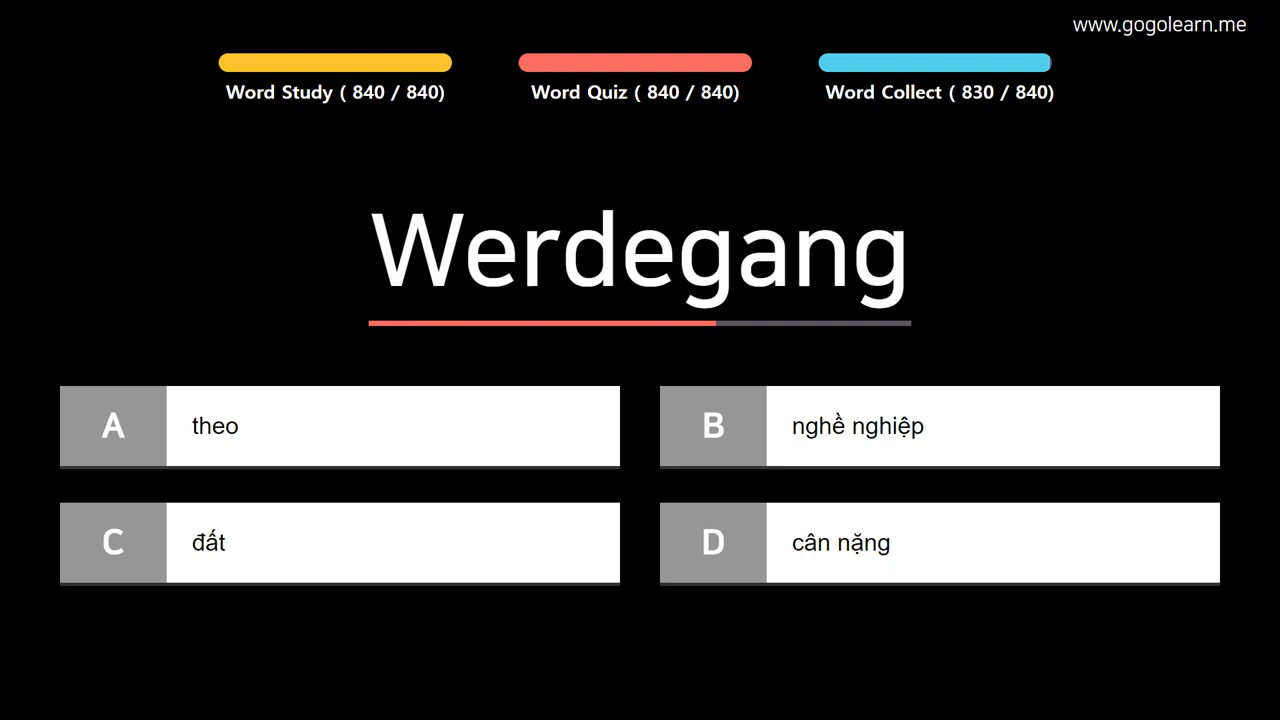 www.gogolearn.me
Word Study ( 840 / 840)
Word Quiz ( 840 / 840)
Word Collect ( 830 / 840)
Werdegang
A theo
B nghề nghiệp
C đất
D cân nặng